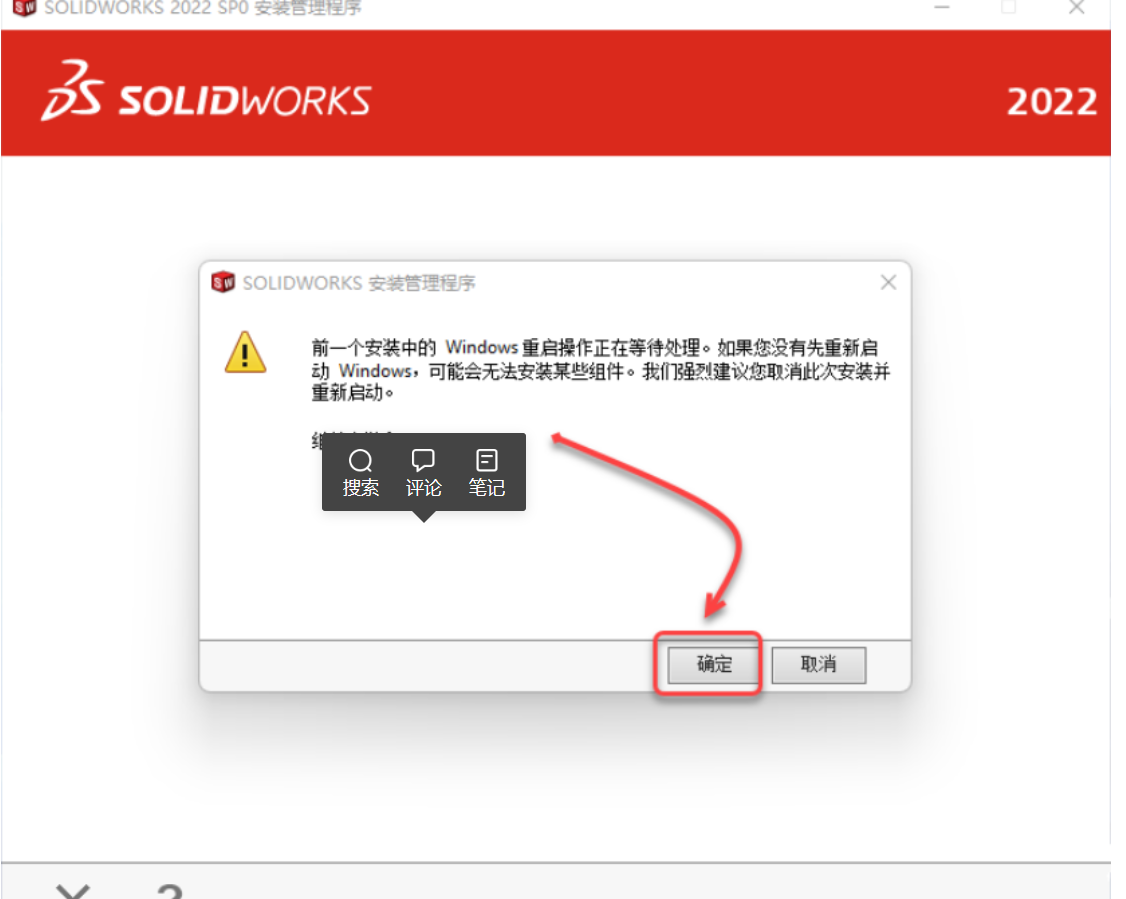 SOLIDWORKS 2022 SP0 安装管理程序
SOLIDWORKS
2022
SOLIDWORKS 安装管理程序
前一个安装中的 Windows 重启操作正在等待处理。如果您没有先重新启
动 Windows，可能会无法安装某些组件。我们强烈建议您取消此次安装并
重新启动。
搜索 评论 笔记
确定 取消